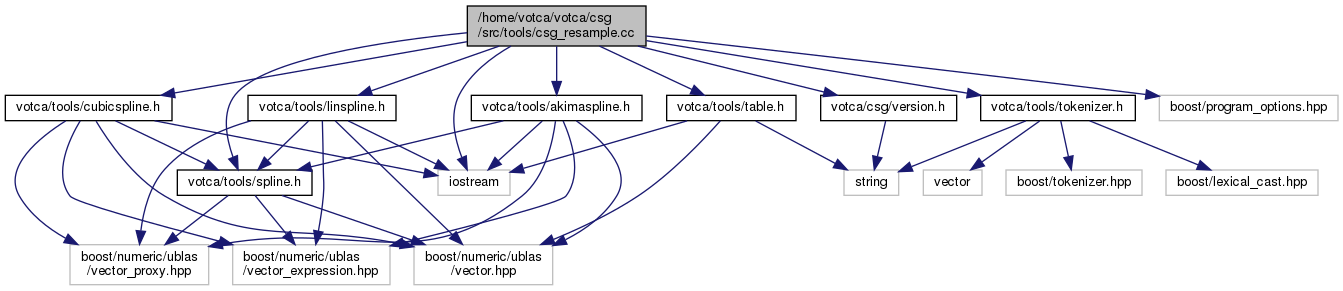 /home/votca/votca/csg
/src/tools/csg_resample.cc
votca/tools/cubicspline.h
votca/tools/linspline.h
votca/tools/akimaspline.h
votca/tools/table.h
votca/csg/version.h
votca/tools/tokenizer.h
boost/program_options.hpp
votca/tools/spline.h
iostream
string
vector
boost/tokenizer.hpp
boost/lexical_cast.hpp
boost/numeric/ublas
/vector_proxy.hpp
boost/numeric/ublas
/vector_expression.hpp
boost/numeric/ublas
/vector.hpp